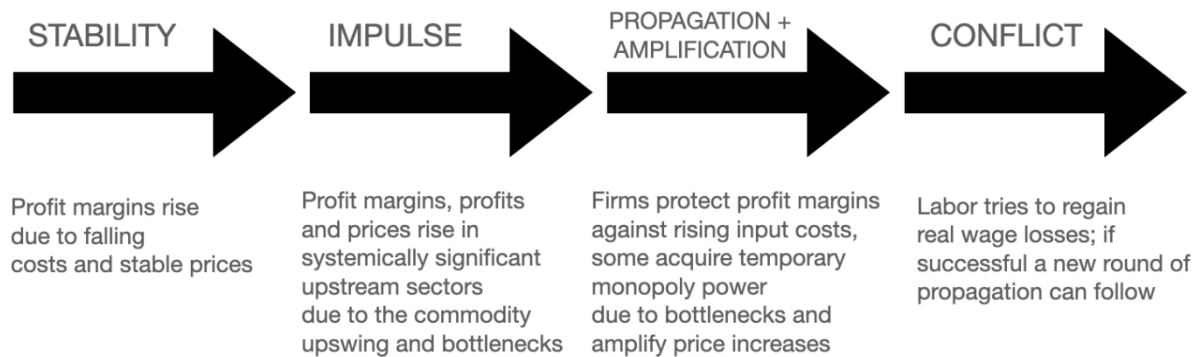 STABILITY
Profit margins rise
due to falling
costs and stable prices
IMPULSE
Profit margins, profits
and prices rise in
systemically significant
upstream sectors
due to the commodity
upswing and bottlenecks
PROPAGATION +
AMPLIFICATION
Firms protect profit margins
against rising input costs,
some acquire temporary
monopoly power
due to bottlenecks and
amplify price increases
CONFLICT
Labor tries to regain
real wage losses; if
successful a new round of
propagation can follow